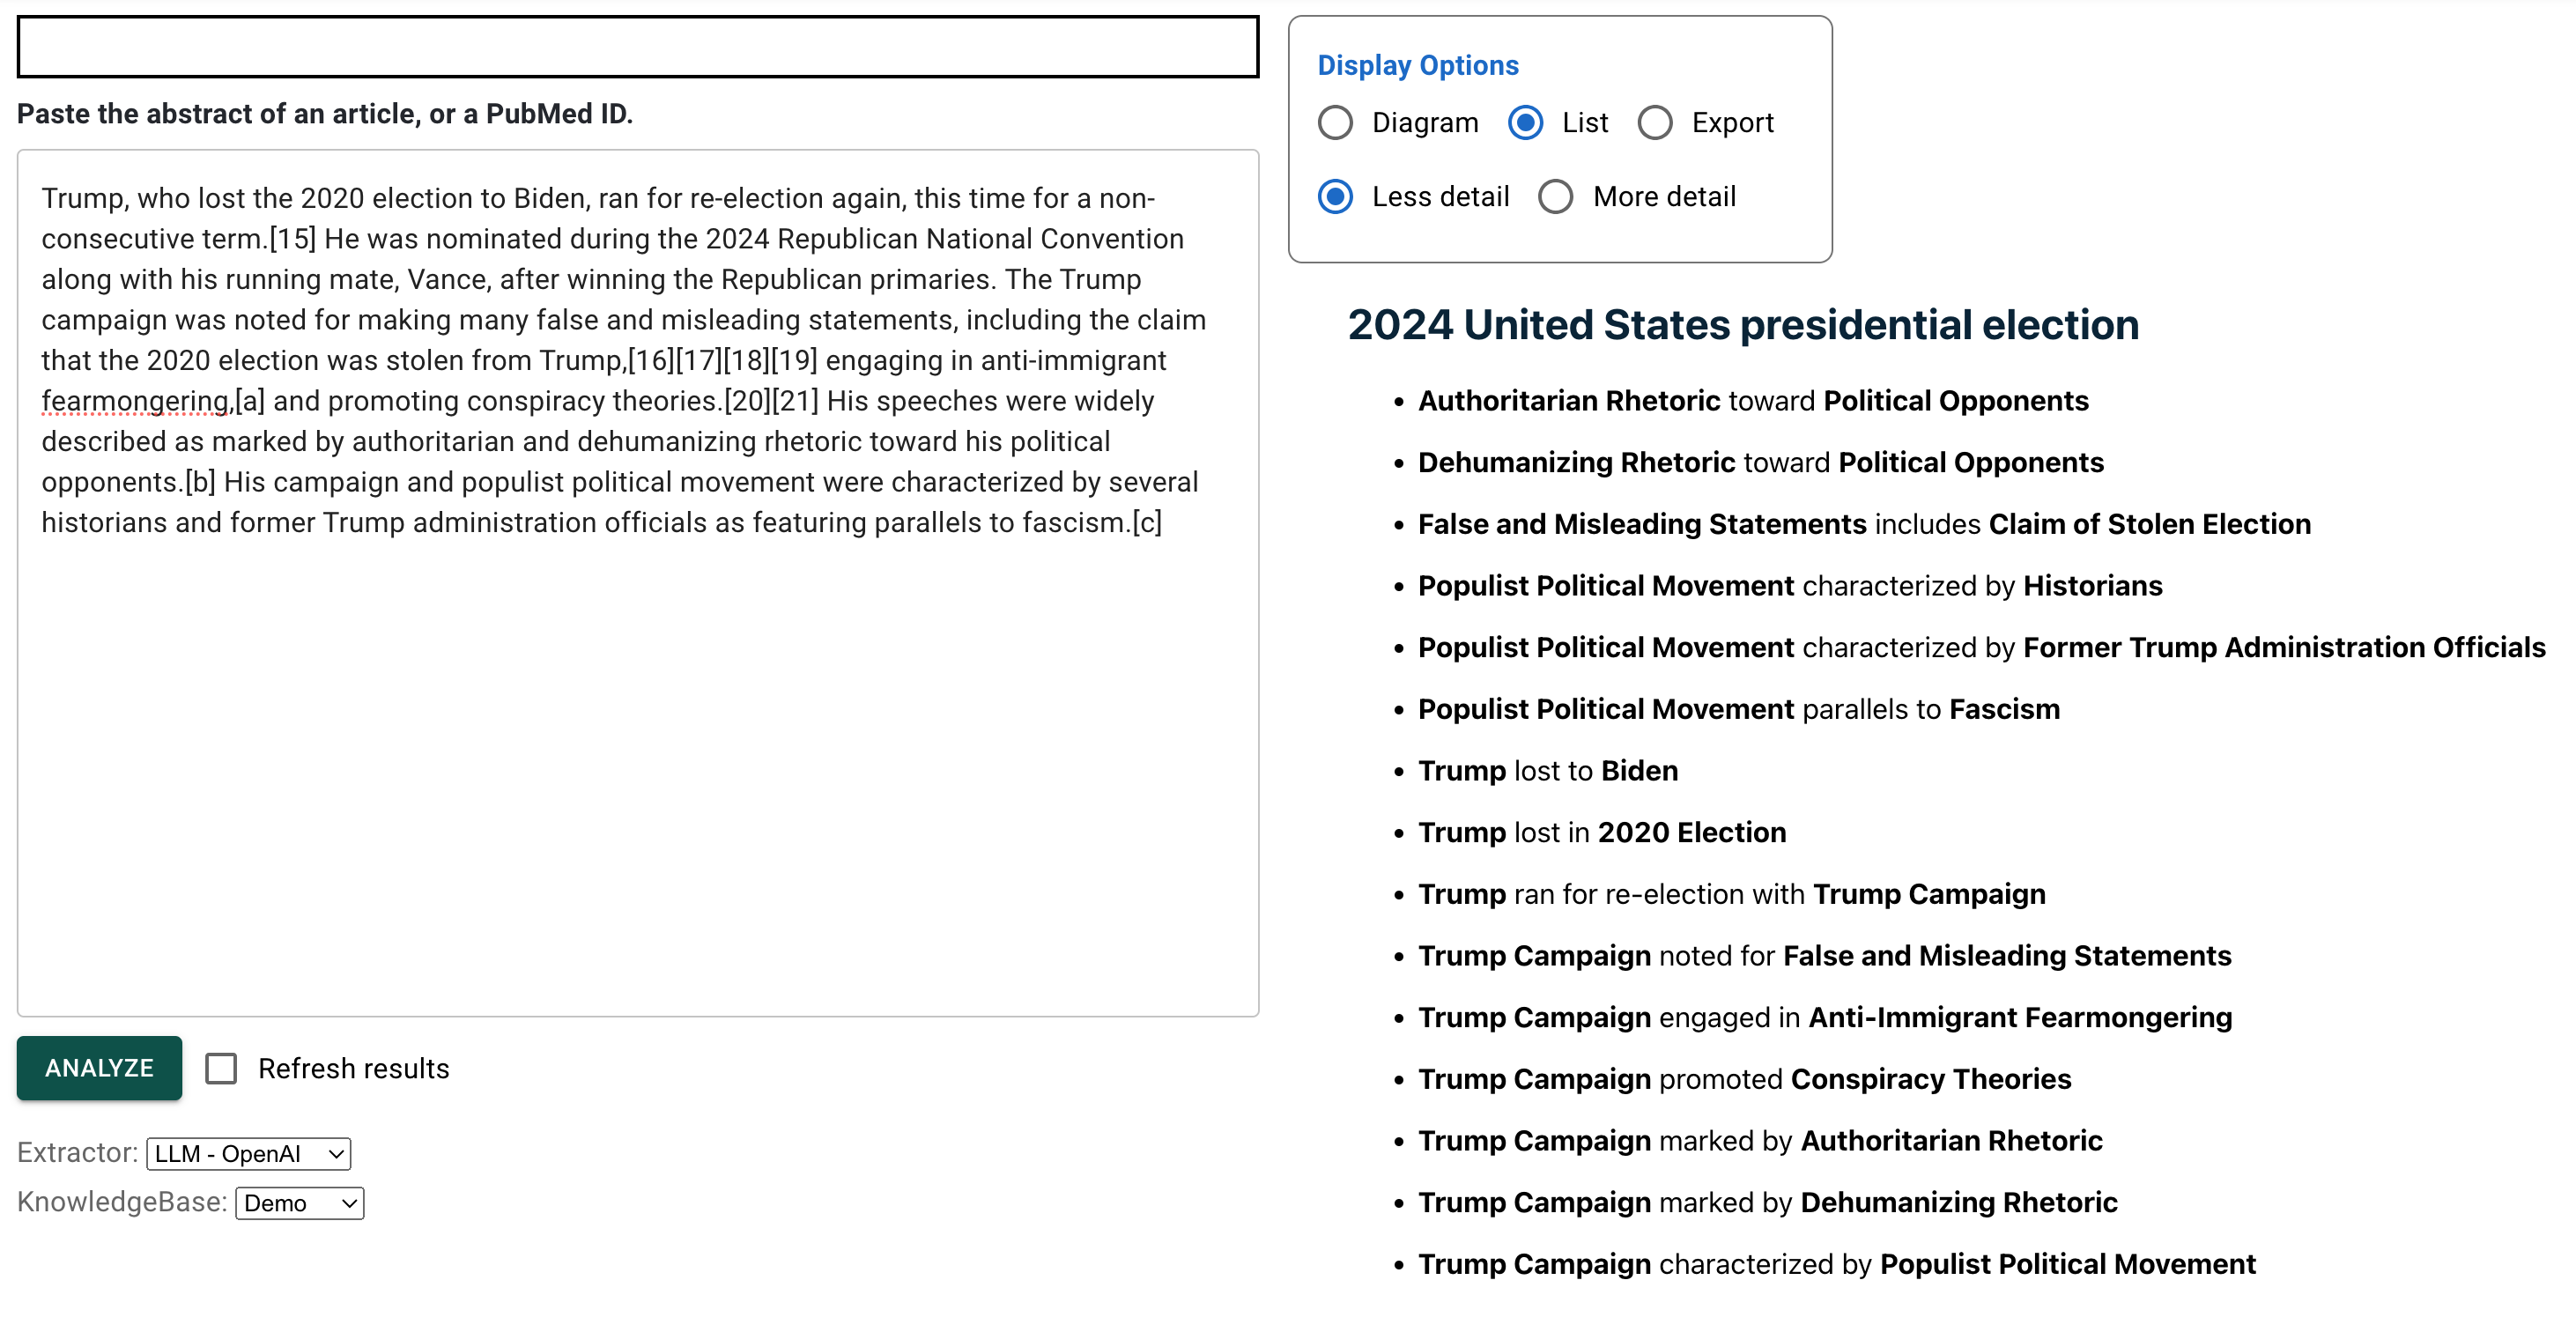 Paste the abstract of an article, or a PubMed ID.
Trump, who lost the 2020 election to Biden, ran for re-election again, this time for a non-
consecutive term.[15] He was nominated during the 2024 Republican National Convention
along with his running mate, Vance, after winning the Republican primaries. The Trump
campaign was noted for making many false and misleading statements, including the claim
that the 2020 election was stolen from Trump,[16][17][18][19] engaging in anti-immigrant
fearmongering,[a] and promoting conspiracy theories.[20][21] His speeches were widely
described as marked by authoritarian and dehumanizing rhetoric toward his political
opponents.[b] His campaign and populist political movement were characterized by several
historians and former Trump administration officials as featuring parallels to fascism.[c]
ANALYZE
Refresh results
Extractor: LLM - OpenAI
KnowledgeBase: Demo
Display Options
Diagram List Export
Less detail More detail
2024 United States presidential election
• Authoritarian Rhetoric toward Political Opponents
• Dehumanizing Rhetoric toward Political Opponents
• False and Misleading Statements includes Claim of Stolen Election
• Populist Political Movement characterized by Historians
• Populist Political Movement characterized by Former Trump Administration Officials
• Populist Political Movement parallels to Fascism
• Trump lost to Biden
• Trump lost in 2020 Election
• Trump ran for re-election with Trump Campaign
• Trump Campaign noted for False and Misleading Statements
• Trump Campaign engaged in Anti-Immigrant Fearmongering
• Trump Campaign promoted Conspiracy Theories
• Trump Campaign marked by Authoritarian Rhetoric
• Trump Campaign marked by Dehumanizing Rhetoric
• Trump Campaign characterized by Populist Political Movement